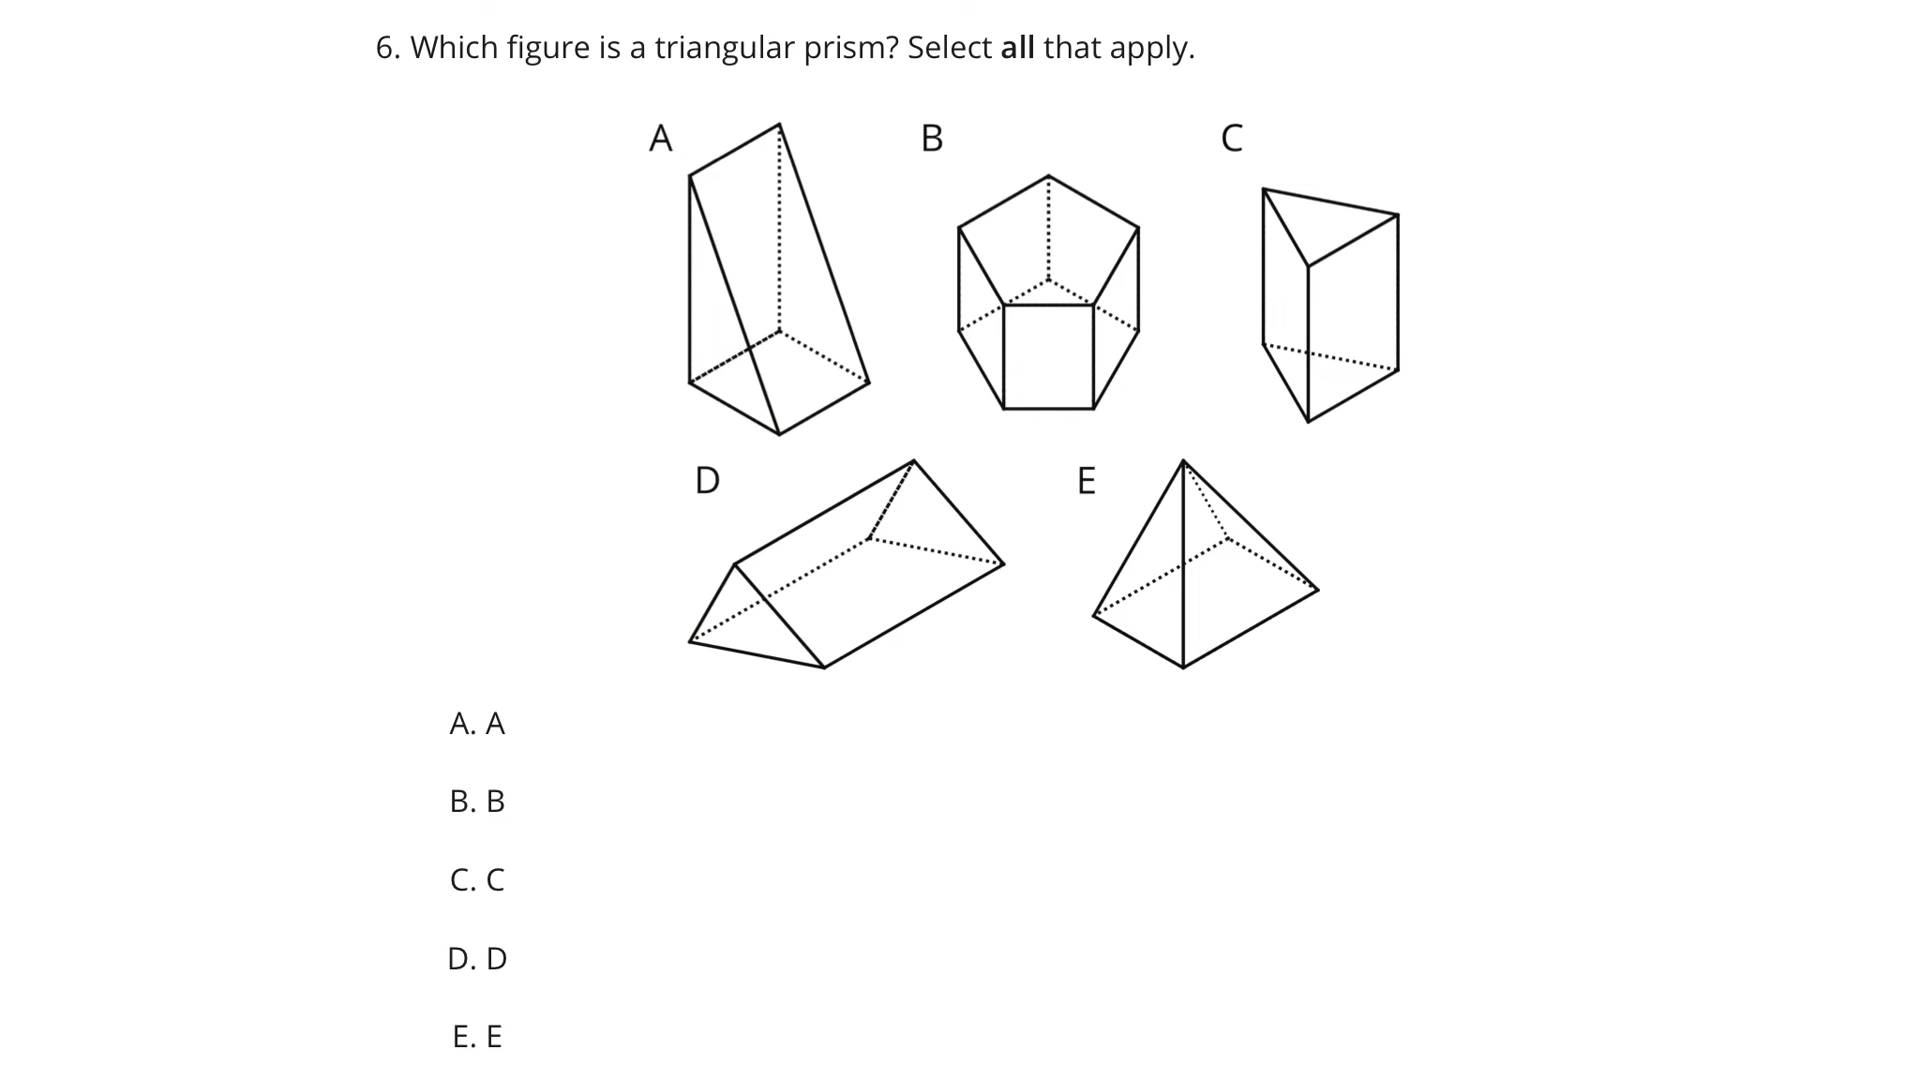 6. Which figure is a triangular prism? Select all that apply.
A
B
C
D
E
A. A
B. B
C. C
D. D
E. E